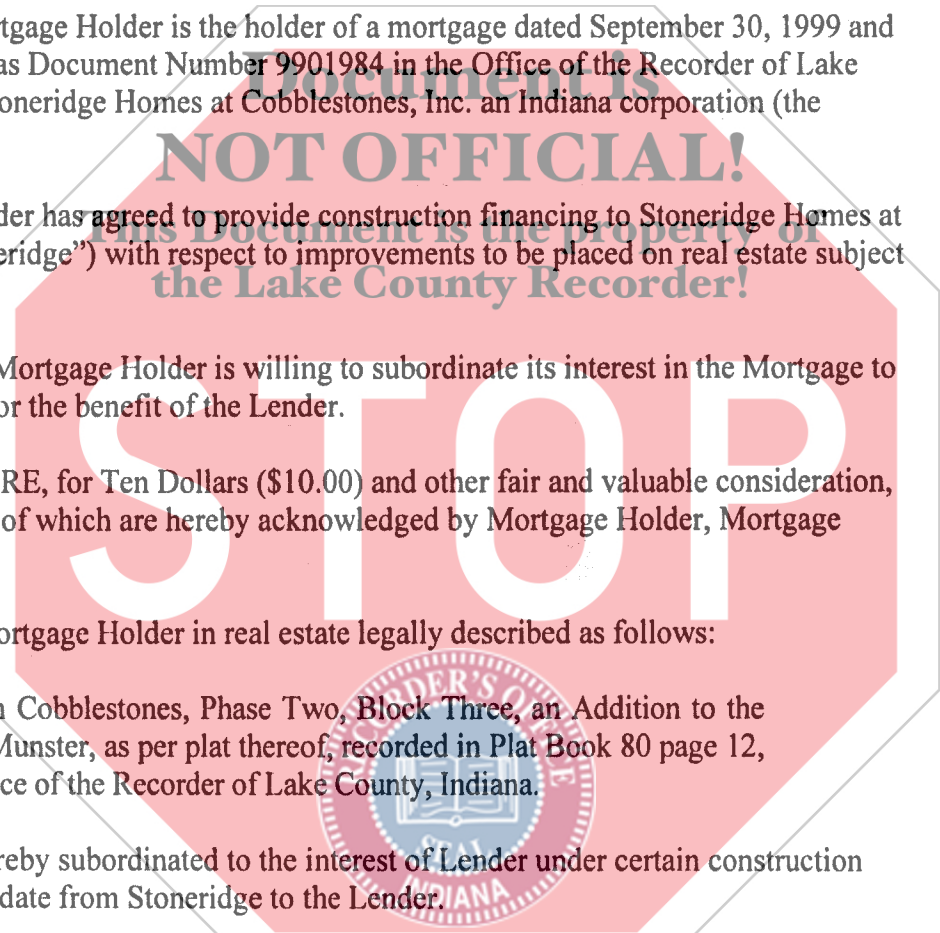 tgage Holder is the holder of a mortgage dated September 30, 1999 and
as Document Number 9901984 in the Office of the Recorder of Lake
Document is
toneridge Homes at Cobblestones, Inc. an Indiana corporation (the
NOT OFFICIAL!
der has agreed to provide construction financing to Stoneridge Homes at
This Document is the property of
eridge”) with respect to improvements to be placed on real estate subject
the Lake County Recorder!
Mortgage Holder is willing to subordinate its interest in the Mortgage to
or the benefit of the Lender.
STOP
RE, for Ten Dollars ($10.00) and other fair and valuable consideration,
of which are hereby acknowledged by Mortgage Holder, Mortgage
ortgage Holder in real estate legally described as follows:
RECORDER'S OFFICE
n Cobblestones, Phase Two, Block Three, an Addition to the
Munster, as per plat thereof, recorded in Plat Book 80 page 12,
ce of the Recorder of Lake County, Indiana.
SEAL
reby subordinated to the interest of Lender under certain construction
INDIANA
date from Stoneridge to the Lender.